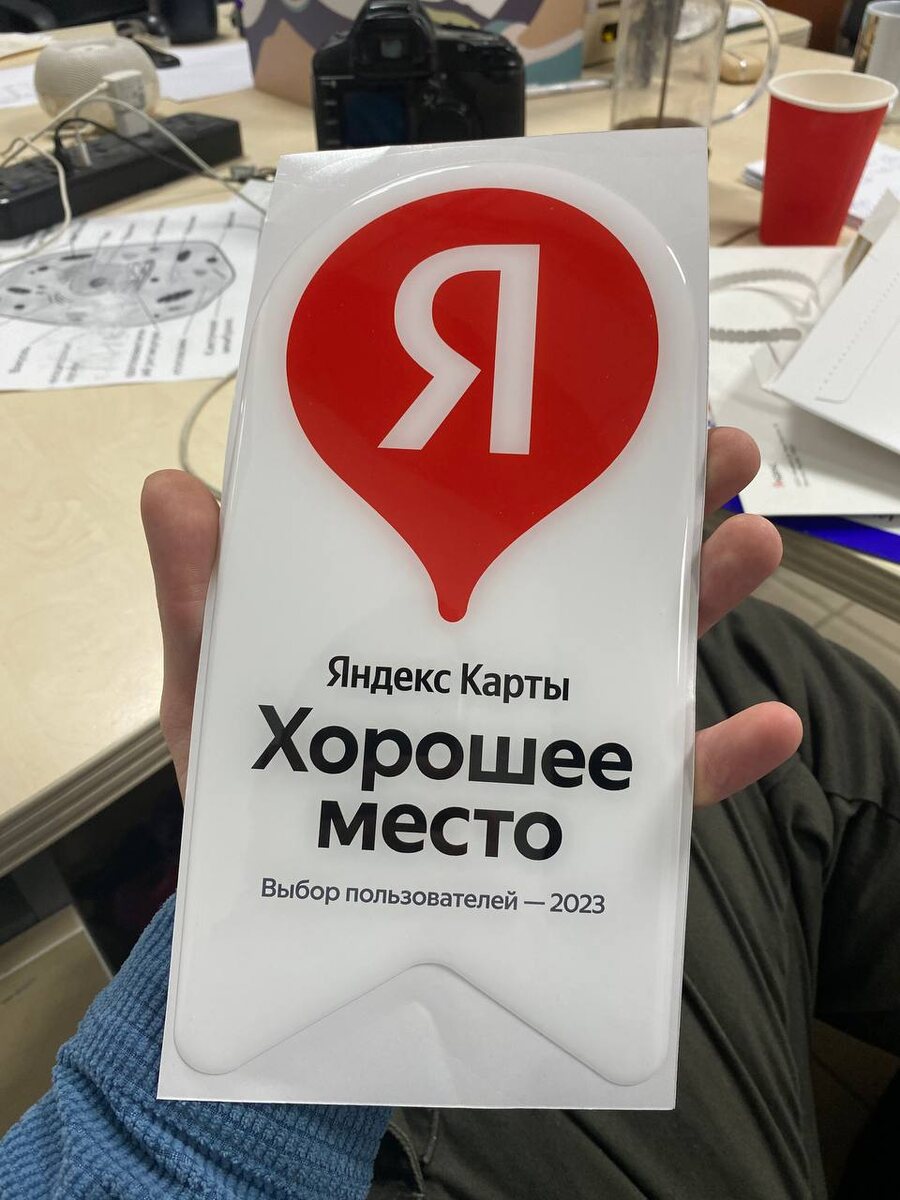 Я
Яндекс Карты
Хорошее
место
Выбор пользователей — 2023